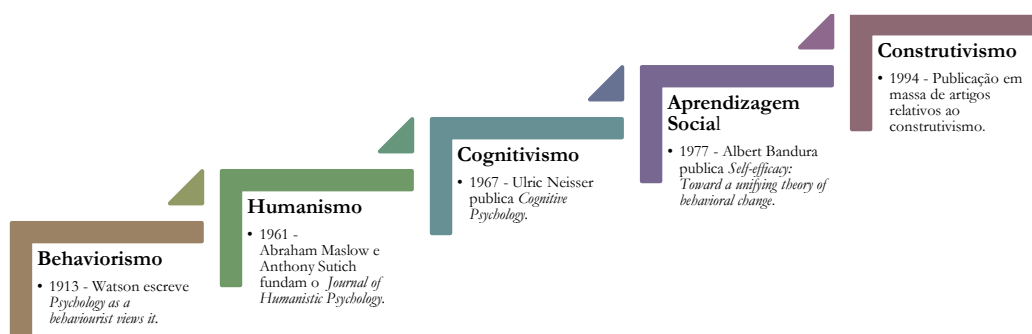 Behaviorismo
• 1913 - Watson escreve
Psychology as a
behaviourist views it.
Humanismo
• 1961 -
Abraham Maslow e
Anthony Sutich
fundam o Journal of
Humanistic Psychology.
Cognitivismo
• 1967 - Ulric Neisser
publica Cognitive
Psychology.
Aprendizagem
Social
• 1977 - Albert Bandura
publica Self-efficacy:
Toward a unifying theory of
behavioral change.
Construtivismo
• 1994 - Publicação em
massa de artigos
relativos ao
construtivismo.